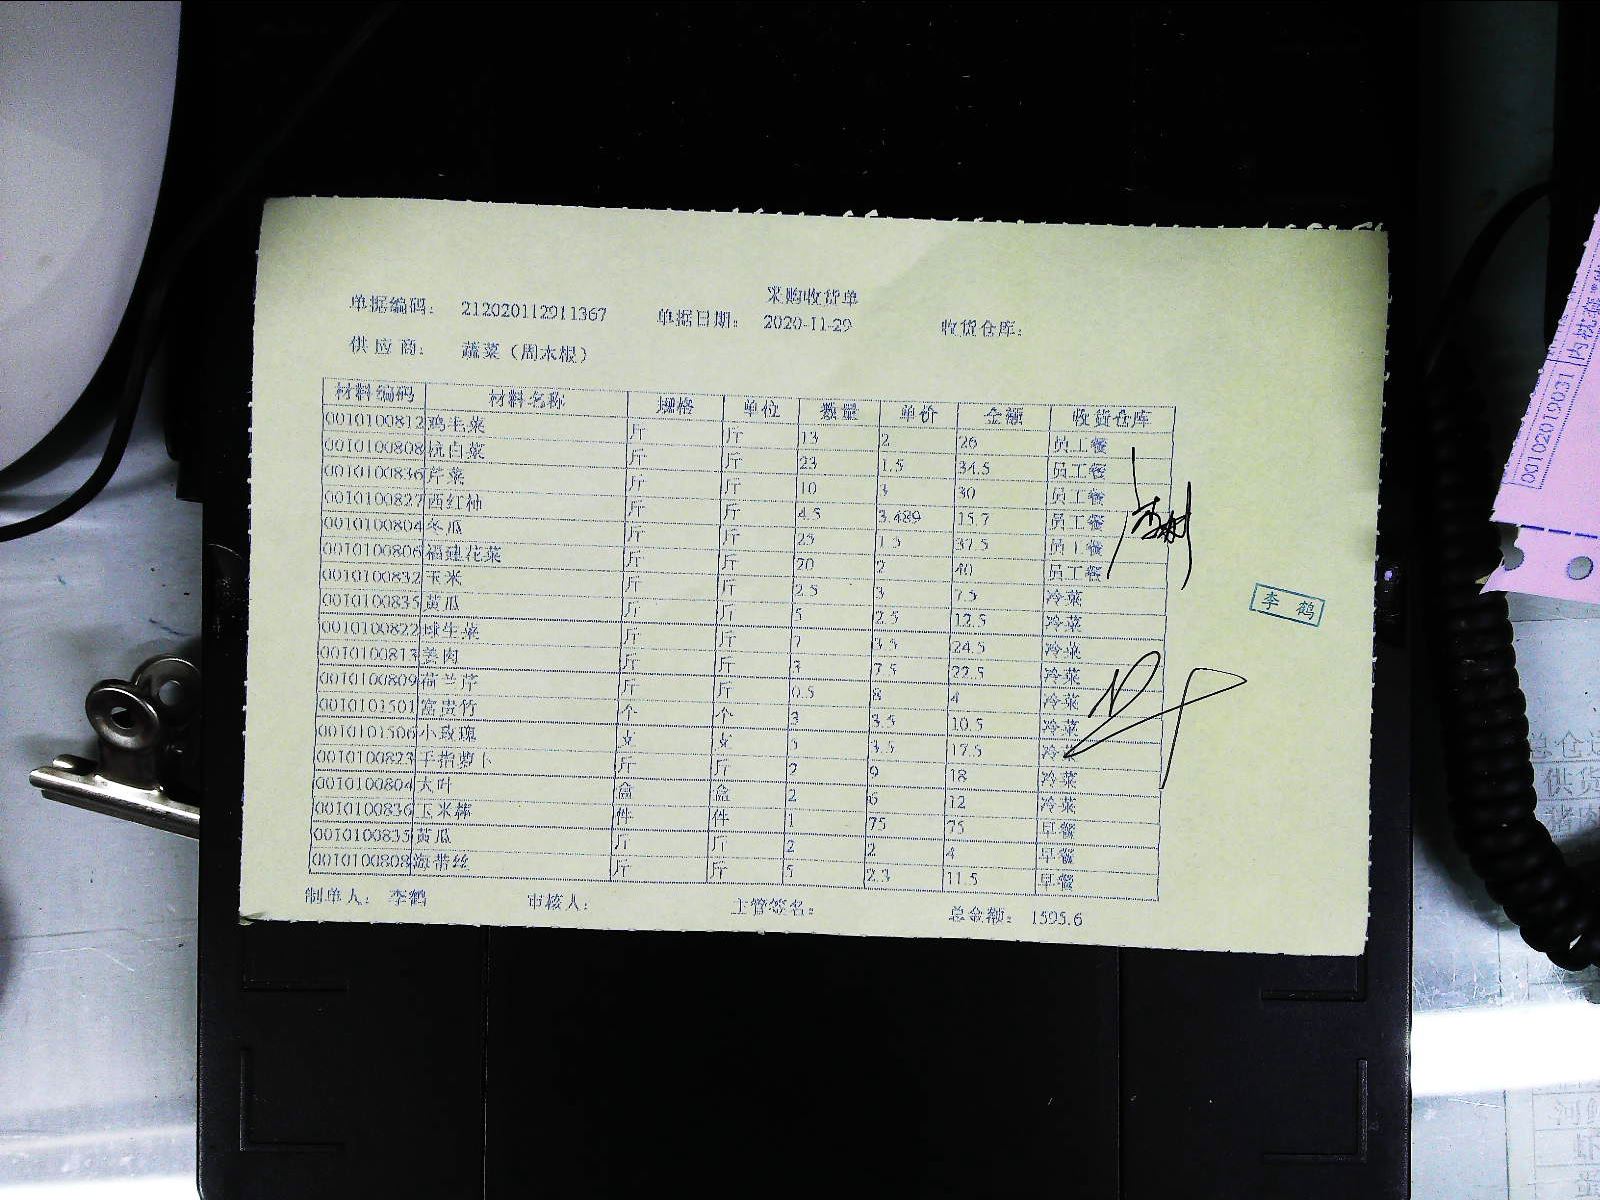 采购收货单
单据编码： 212020112911367 单据日期： 2020-11-29 收货仓库：
供应商： 蔬菜（周木根）
材料编码 材料名称 规格 单位 数量 单价 金额 收货仓库
0010100812 鸡毛菜 斤 斤 13 2 26 员工餐
0010100808 杭白菜 斤 斤 23 1.5 34.5 员工餐
0010100836 芹菜 斤 斤 10 3 30 员工餐
0010100827 西红柿 斤 斤 4.5 3.489 15.7 员工餐
0010100804 冬瓜 斤 斤 25 1.5 37.5 员工餐
0010100806 福建花菜 斤 斤 20 2 40 员工餐
0010100832 玉米 斤 斤 2.5 3 7.5 冷菜
0010100835 黄瓜 斤 斤 5 2.5 12.5 冷菜
0010100822 球生菜 斤 斤 7 3.5 24.5 冷菜
0010100813 姜肉 斤 斤 3 7.5 22.5 冷菜
0010100809 荷兰芹 斤 斤 0.5 8 4 冷菜
0010101501 富贵竹 个 个 3 3.5 10.5 冷菜
0010101506 小玫瑰 支 支 5 3.5 17.5 冷菜
0010100823 手指萝卜 斤 斤 2 9 18 冷菜
0010100804 大叶 盒 盒 2 6 12 冷菜
0010100836 玉米棒 件 件 1 75 75 早餐
0010100835 黄瓜 斤 斤 2 2 4 早餐
0010100808 海带丝 斤 斤 5 2.3 11.5 早餐
制单人： 李鹤 审核人： 主管签名： 总金额： 1595.6
李鹤
00102019031
供货